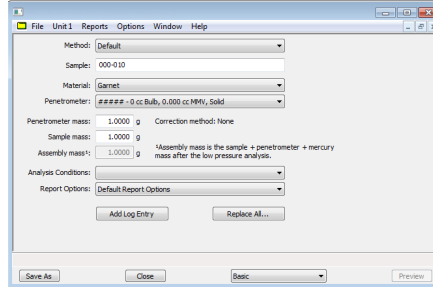 File Unit 1 Reports Options Window Help
Method: Default
Sample: 000-010
Material: Garnet
Penetrometer: ##### - 0 cc Bulb, 0.000 cc MMV, Solid
Penetrometer mass: 1.0000 g Correction method: None
Sample mass: 1.0000 g
Assembly mass¹: 1.0000 g ¹Assembly mass is the sample + penetrometer + mercury
mass after the low pressure analysis.
Analysis Conditions:
Report Options: Default Report Options
Add Log Entry Replace All...
Save As Close Basic Preview